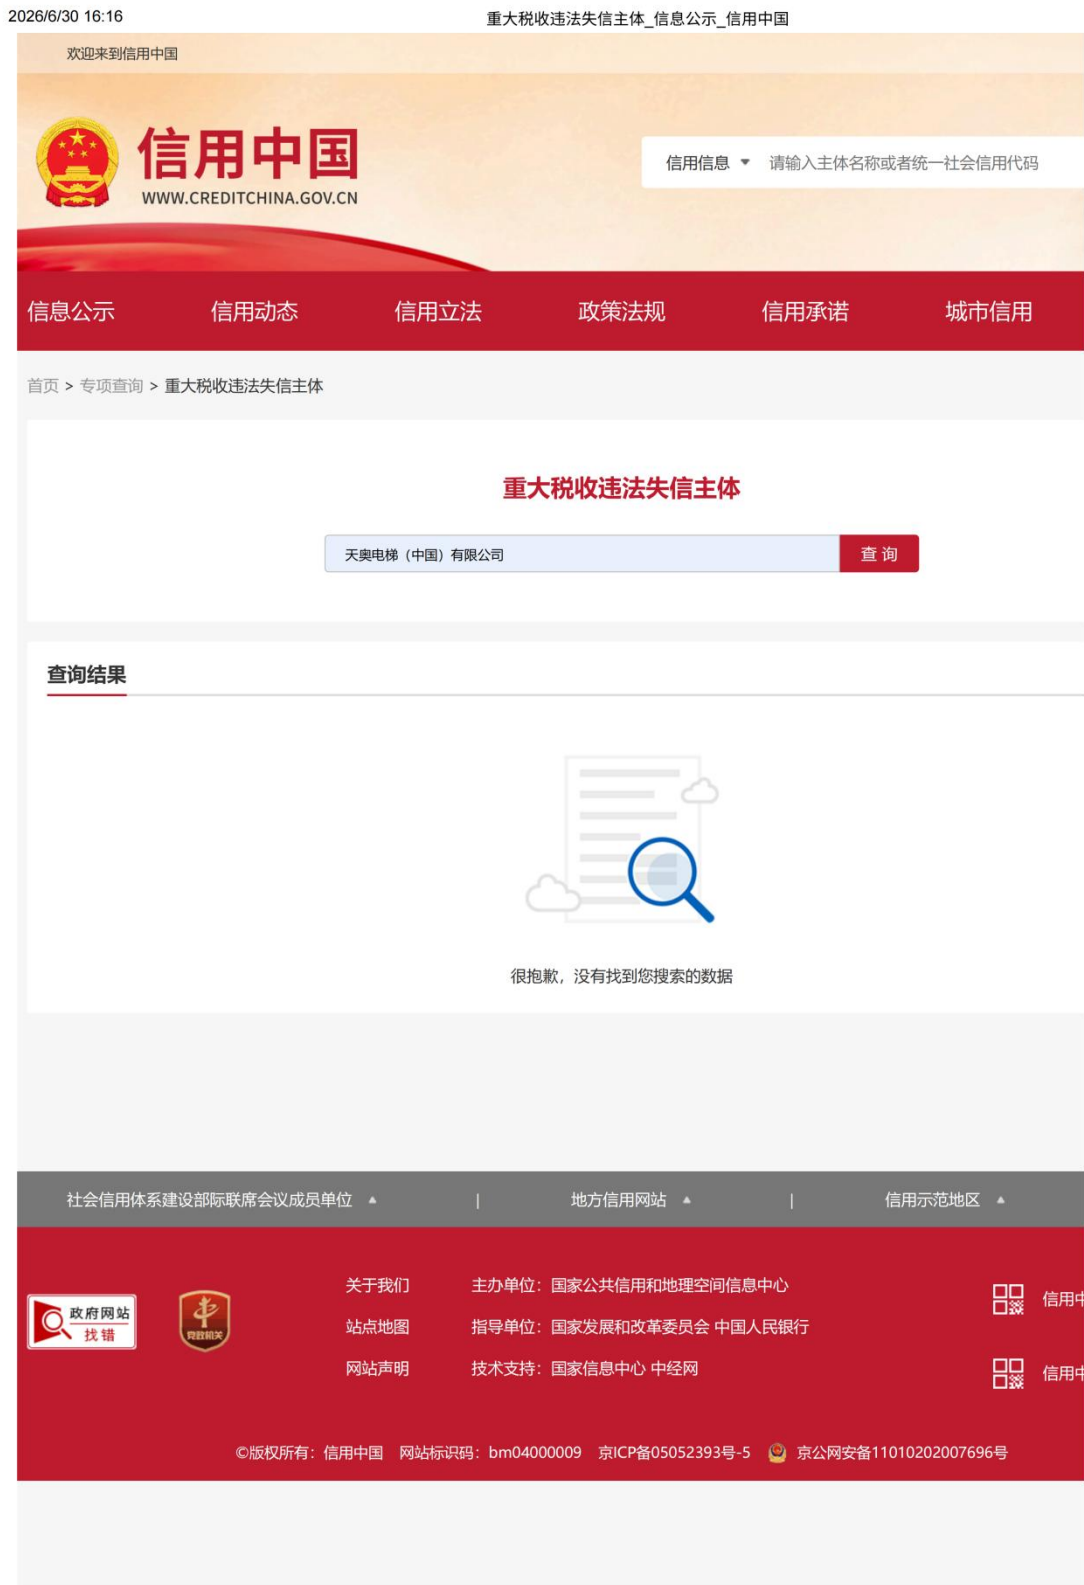 2026/6/30 16:16 重大税收违法失信主体_信息公示_信用中国
欢迎来到信用中国
信用中国
WWW.CREDITCHINA.GOV.CN
信用信息 请输入主体名称或者统一社会信用代码
信息公示 信用动态 信用立法 政策法规 信用承诺 城市信用
首页 > 专项查询 > 重大税收违法失信主体
重大税收违法失信主体
天奥电梯（中国）有限公司 查询
查询结果
很抱歉，没有找到您搜索的数据
社会信用体系建设部际联席会议成员单位 | 地方信用网站 | 信用示范地区
关于我们 主办单位：国家公共信用和地理空间信息中心
政府网站
找错
党政机关
信用中
站点地图 指导单位：国家发展和改革委员会 中国人民银行
网站声明 技术支持：国家信息中心 中经网
信用中
©版权所有：信用中国 网站标识码：bm04000009 京ICP备05052393号-5 京公网安备11010202007696号